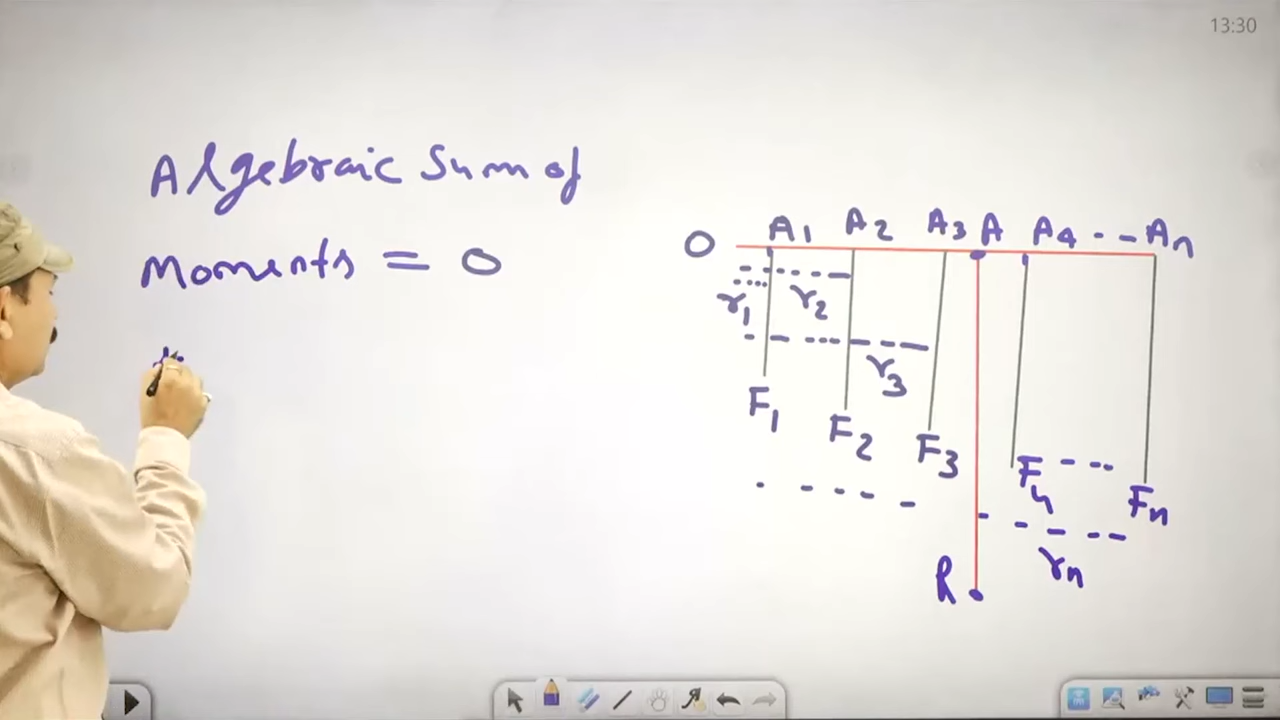 13:30
Algebraic Sum of
Moments = 0
O A1 A2 A3 A A4 ·-- An
r1 r2
r3
F1 F2 F3 F4 --- Fn
rn
R